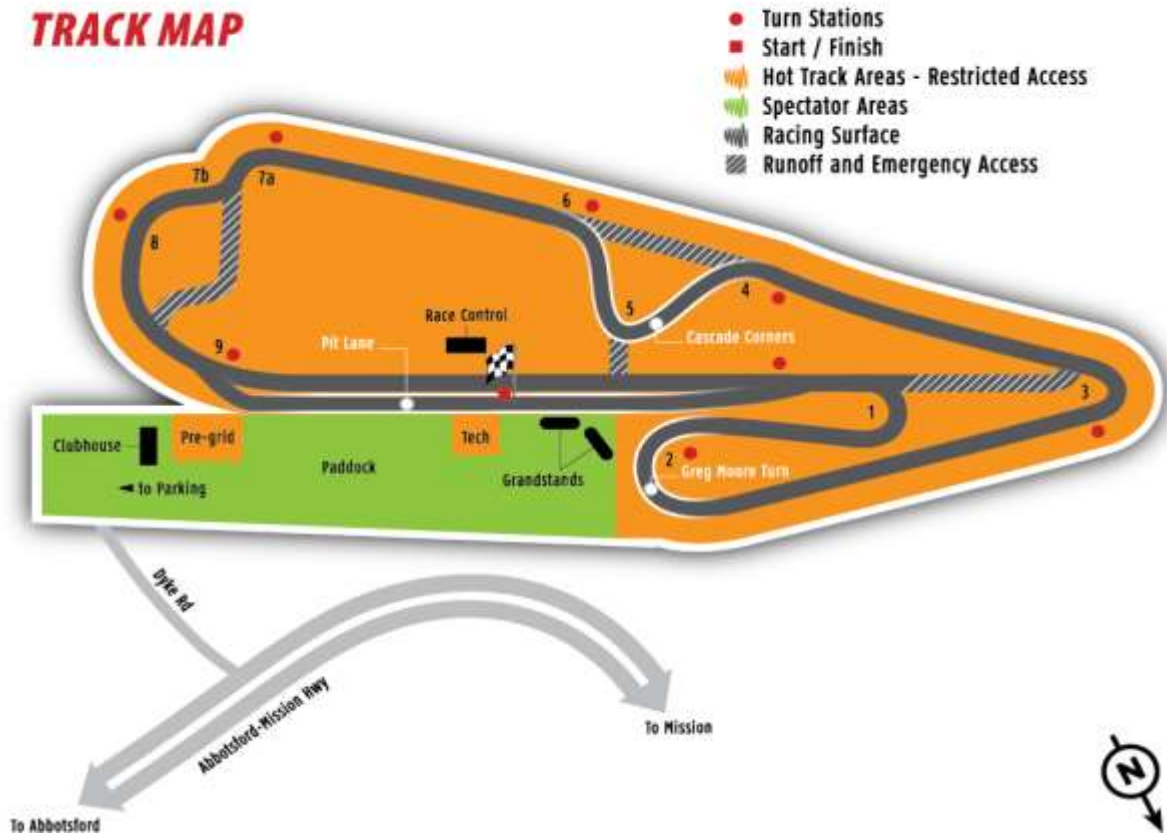 TRACK MAP
Turn Stations
Start / Finish
Hot Track Areas - Restricted Access
Spectator Areas
Racing Surface
Runoff and Emergency Access
7b
7a
6
8
5
4
Race Control
Cascade Corners
Pit Lane
9
3
1
Clubhouse
Pre-grid
Tech
Paddock
Grandstands
2
Greg Moore Turn
to Parking
Dyke Rd
Abbotsford-Mission Hwy
To Mission
To Abbotsford
N